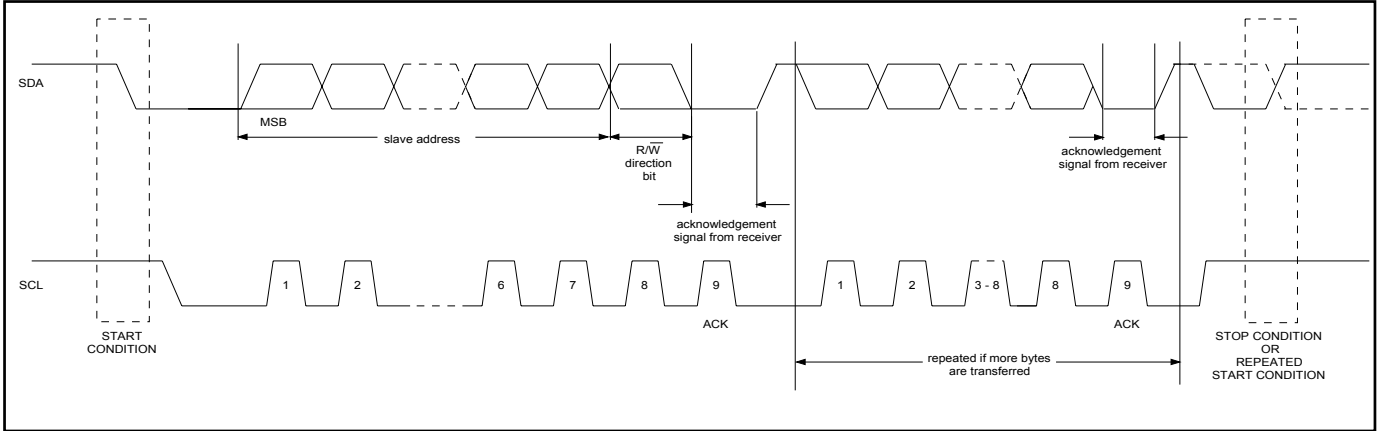 SDA
MSB
slave address
R/W̅
direction
bit
acknowledgement
signal from receiver
acknowledgement
signal from receiver
SCL
1
2
6
7
8
9
1
2
3 - 8
8
9
ACK
ACK
START
CONDITION
repeated if more bytes
are transferred
STOP CONDITION
OR
REPEATED
START CONDITION